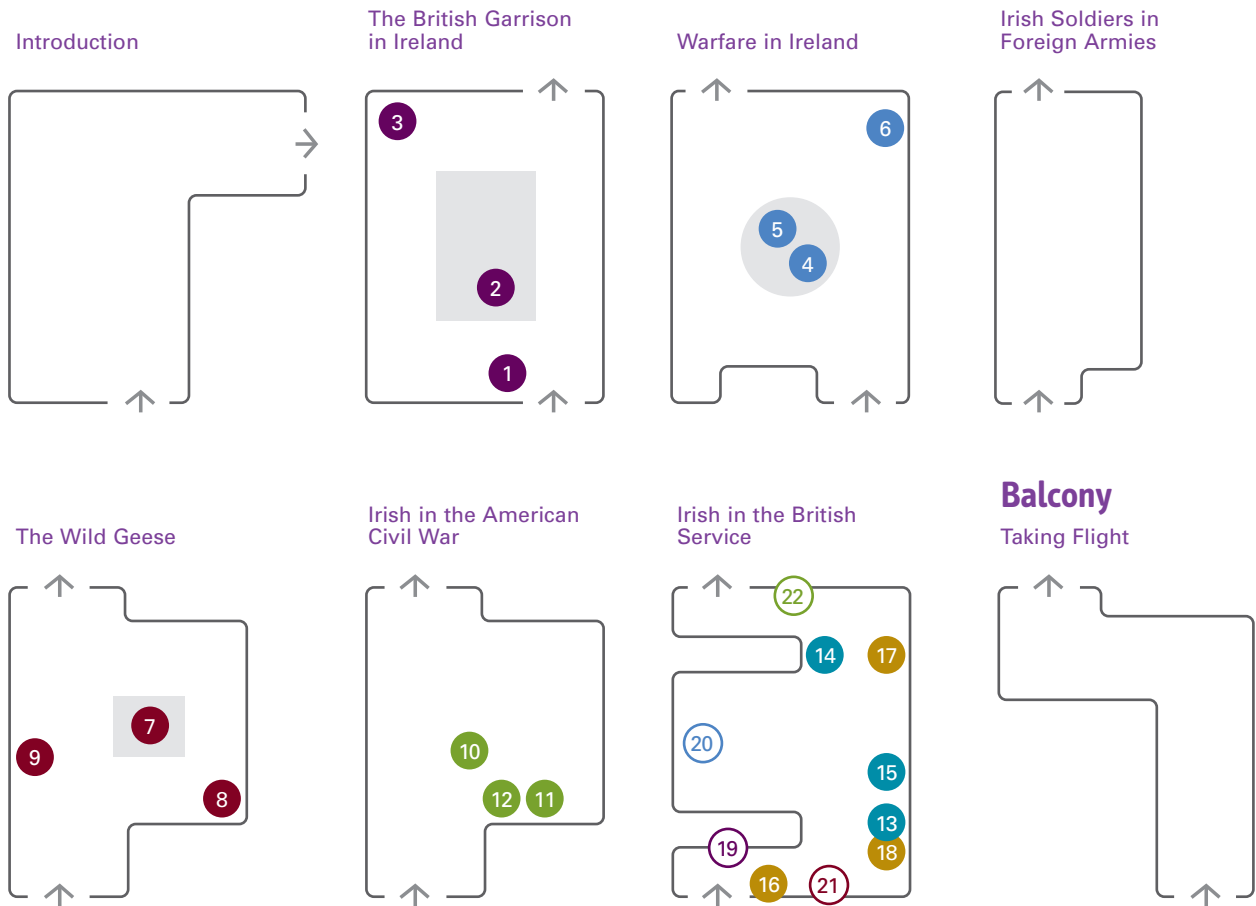 Introduction
The British Garrison
in Ireland
Warfare in Ireland
Irish Soldiers in
Foreign Armies
3
2
1
6
5
4
The Wild Geese
Irish in the American
Civil War
Irish in the British
Service
Balcony
Taking Flight
7
9
8
10
12
11
22
14
17
20
15
13
19
18
16
21